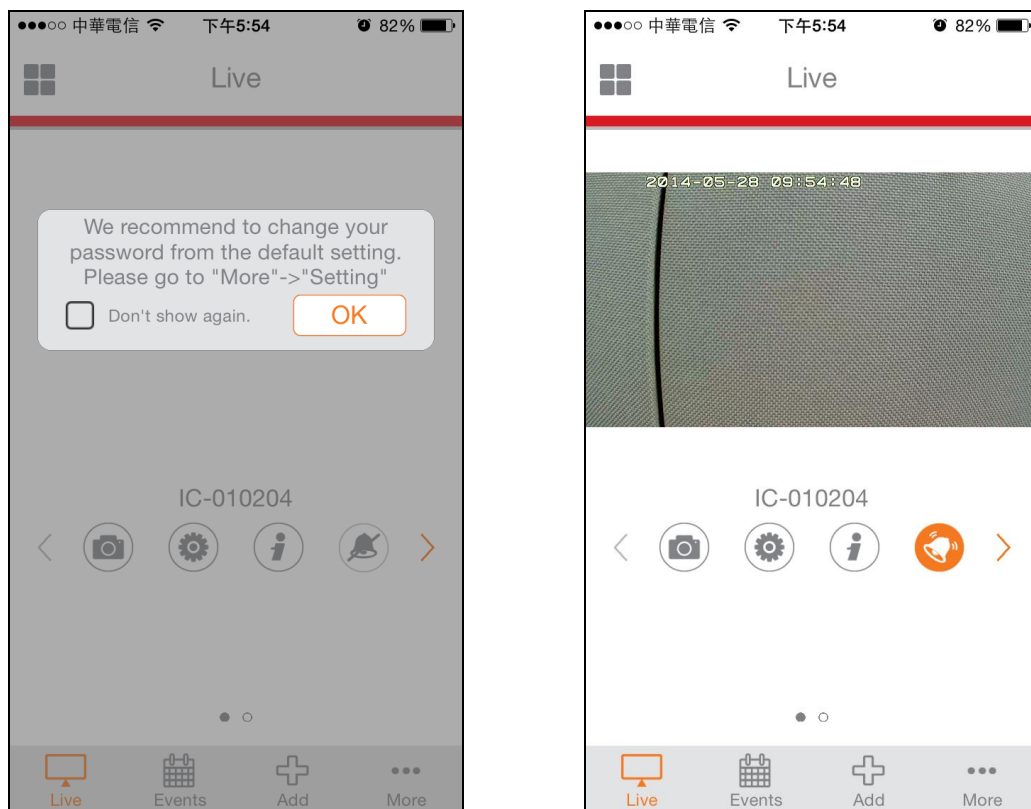 中華電信 下午5:54 82%
Live
We recommend to change your
password from the default setting.
Please go to "More"->"Setting"
Don't show again. OK
IC-010204
Live Events Add More
中華電信 下午5:54 82%
Live
2014-05-28 09:54:48
IC-010204
Live Events Add More